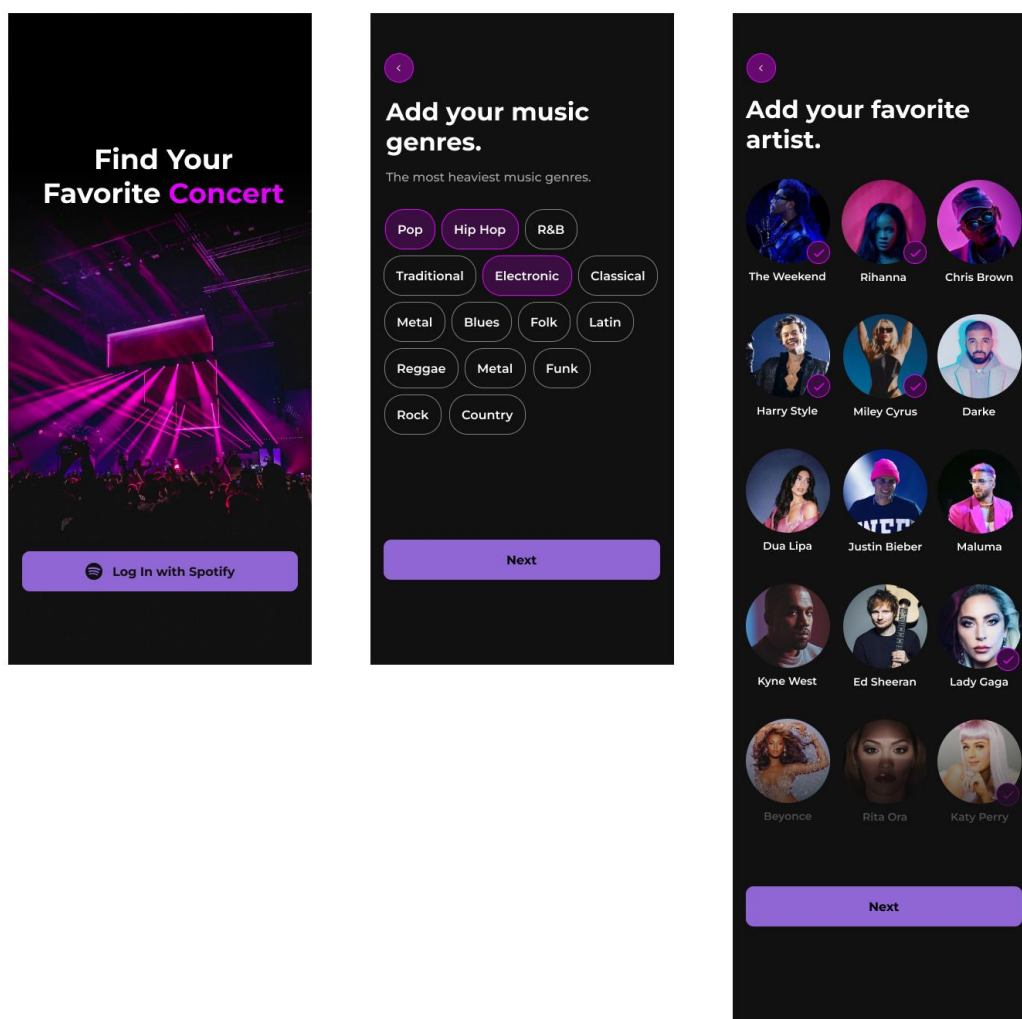 Find Your
Favorite Concert
Log In with Spotify
Add your music
genres.
The most heaviest music genres.
Pop Hip Hop R&B
Traditional Electronic Classical
Metal Blues Folk Latin
Reggae Metal Funk
Rock Country
Next
Add your favorite
artist.
The Weekend Rihanna Chris Brown
Harry Style Miley Cyrus Darke
Dua Lipa Justin Bieber Maluma
Kyne West Ed Sheeran Lady Gaga
Beyonce Rita Ora Katy Perry
Next